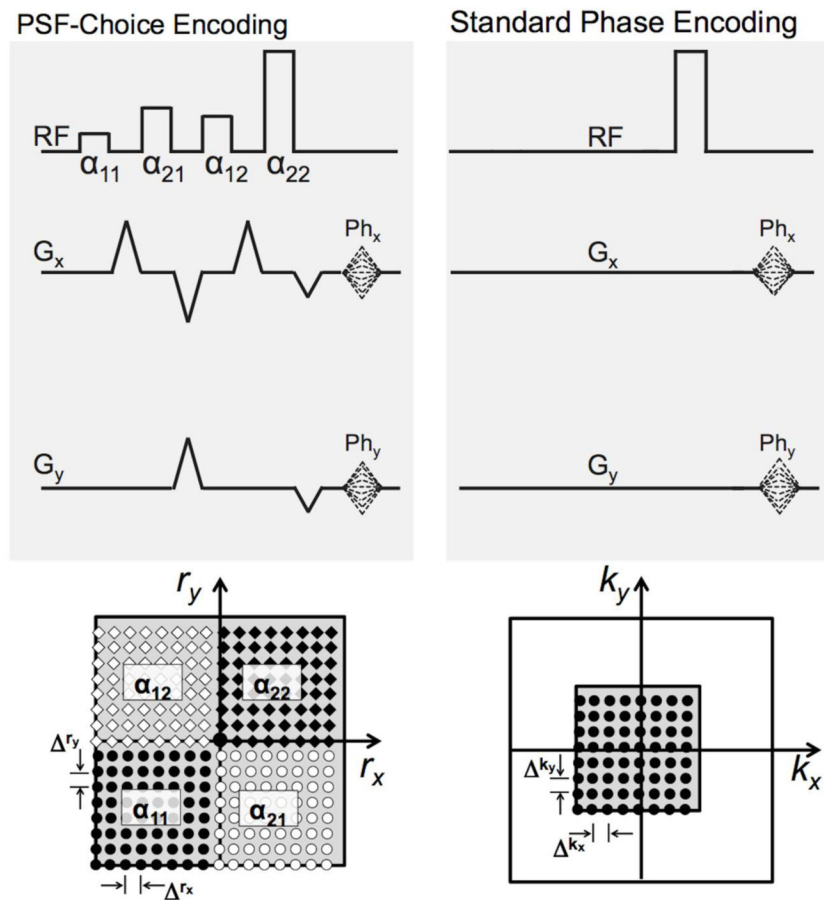 PSF-Choice Encoding
Standard Phase Encoding
RF
α11 α21 α12 α22
Gx
Phx
Gy
Phy
RF
Gx
Phx
Gy
Phy
ry
α12
α22
Δry
rx
α11
α21
Δrx
ky
Δky
kx
Δkx